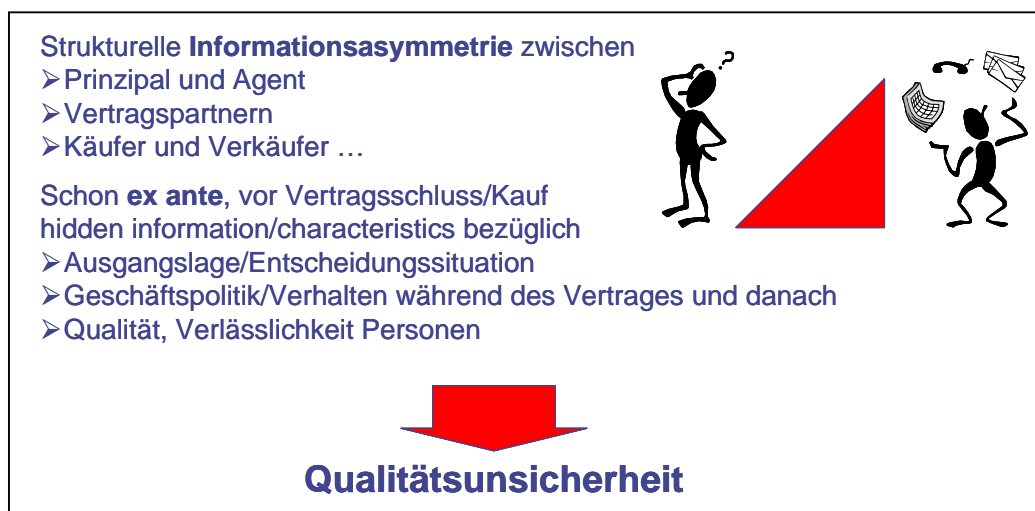 Strukturelle Informationsasymmetrie zwischen
➢Prinzipal und Agent
➢Vertragspartnern
➢Käufer und Verkäufer …
Schon ex ante, vor Vertragsschluss/Kauf
hidden information/characteristics bezüglich
➢Ausgangslage/Entscheidungssituation
➢Geschäftspolitik/Verhalten während des Vertrages und danach
➢Qualität, Verlässlichkeit Personen
Qualitätsunsicherheit
?